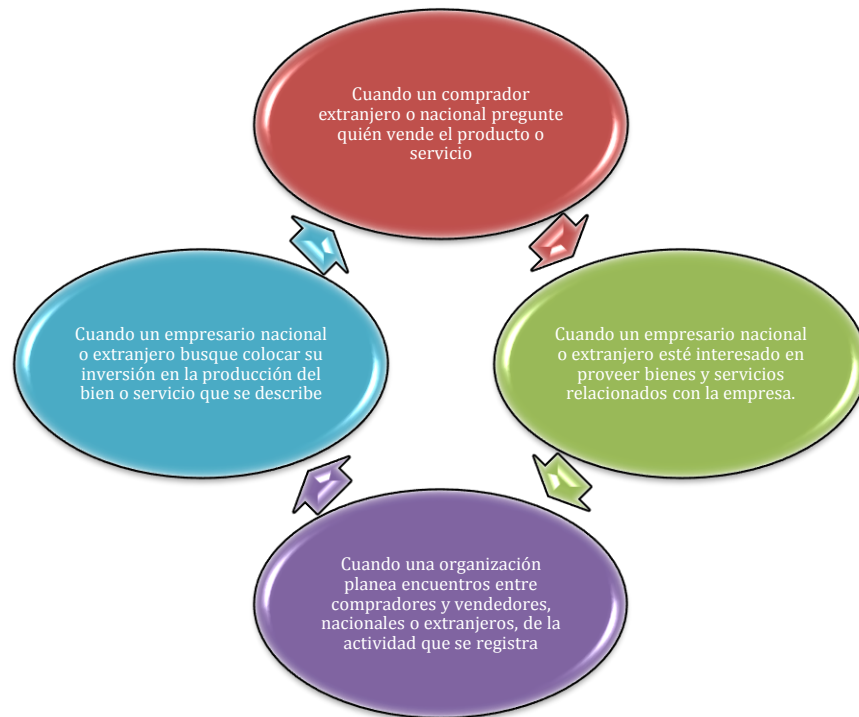 Cuando un comprador
extranjero o nacional pregunte
quién vende el producto o
servicio
Cuando un empresario nacional
o extranjero esté interesado en
proveer bienes y servicios
relacionados con la empresa.
Cuando una organización
planea encuentros entre
compradores y vendedores,
nacionales o extranjeros, de la
actividad que se registra
Cuando un empresario nacional
o extranjero busque colocar su
inversión en la producción del
bien o servicio que se describe